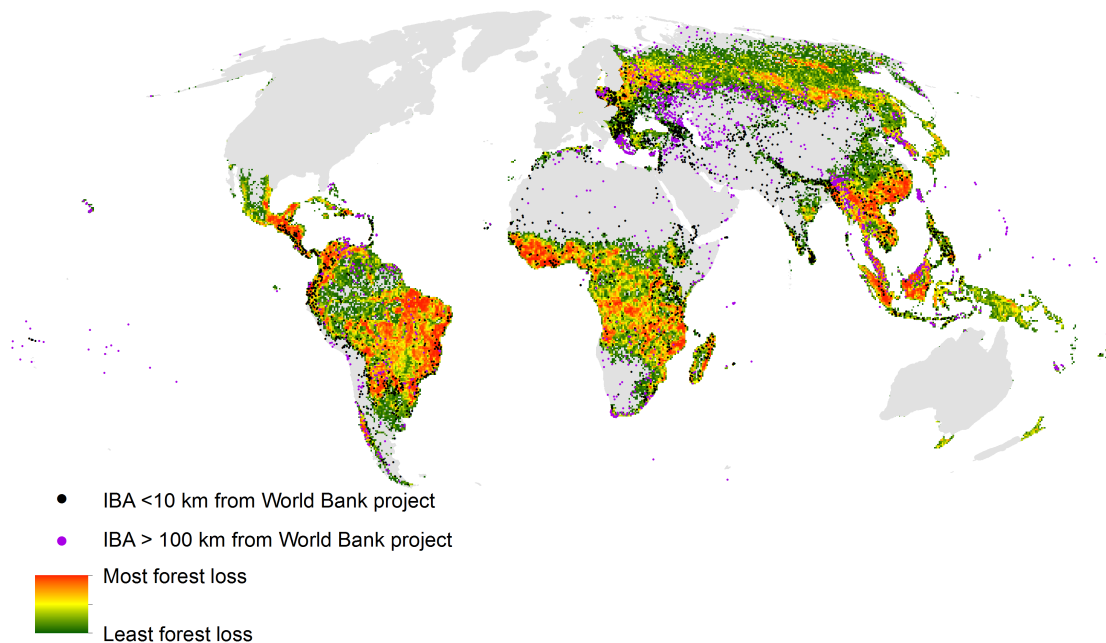 IBA <10 km from World Bank project
IBA > 100 km from World Bank project
Most forest loss
Least forest loss